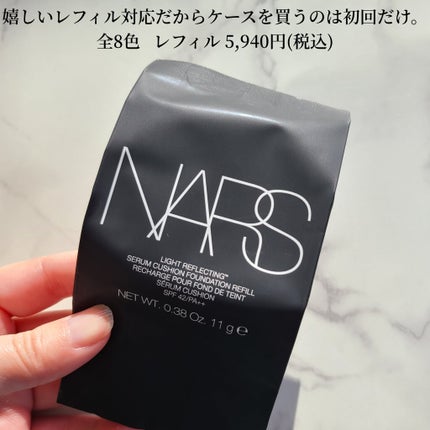 嬉しいレフィル対応だからケースを買うのは初回だけ。
全8色 レフィル 5,940円(税込)
NARS
LIGHT REFLECTING™
SERUM CUSHION FOUNDATION REFILL
RECHARGE POUR FOND DE TEINT
SÉRUM CUSHION
SPF 42/PA++
NET WT. 0.38 Oz. 11 g ℮